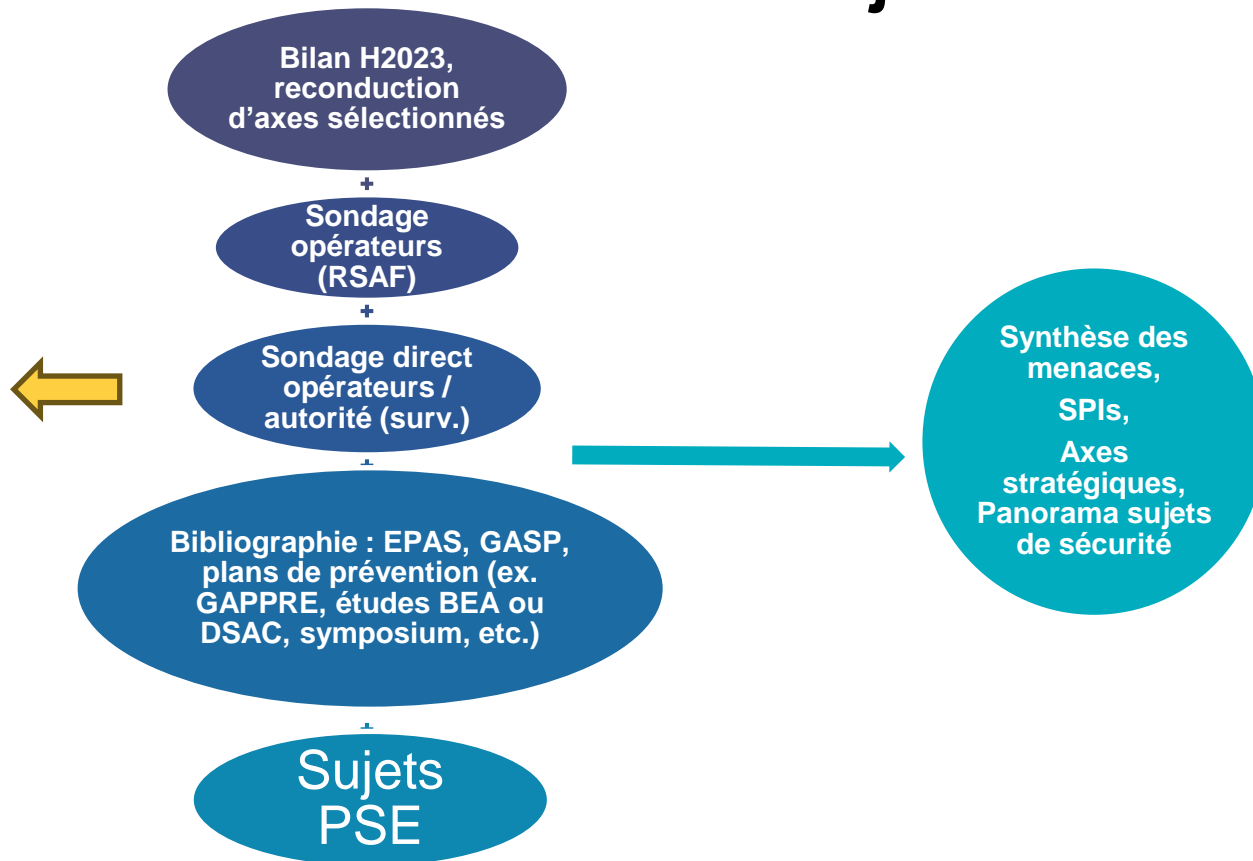 Bilan H2023,
reconduction
d’axes sélectionnés
+
Sondage
opérateurs
(RSAF)
+
Sondage direct
opérateurs /
autorité (surv.)
Bibliographie : EPAS, GASP,
plans de prévention (ex.
GAPPRE, études BEA ou
DSAC, symposium, etc.)
Sujets
PSE
Synthèse des
menaces,
SPIs,
Axes
stratégiques,
Panorama sujets
de sécurité